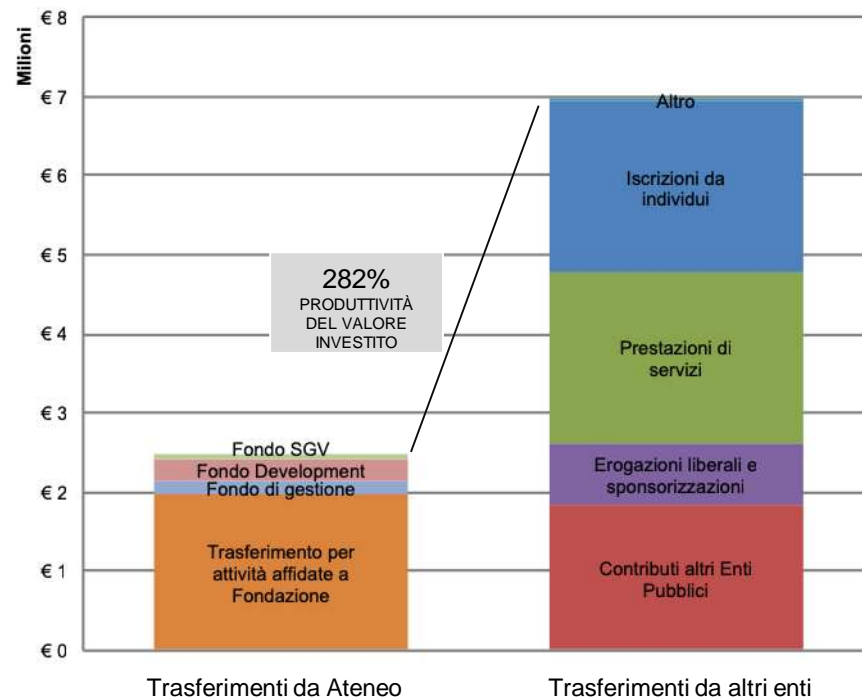 Milioni
€ 8
€ 7
€ 6
€ 5
€ 4
€ 3
€ 2
€ 1
€ 0
282%
PRODUTTIVITÀ
DEL VALORE
INVESTITO
Fondo SGV
Fondo Development
Fondo di gestione
Trasferimento per
attività affidate a
Fondazione
Altro
Iscrizioni da
individui
Prestazioni di
servizi
Erogazioni liberali e
sponsorizzazioni
Contributi altri Enti
Pubblici
Trasferimenti da Ateneo
Trasferimenti da altri enti